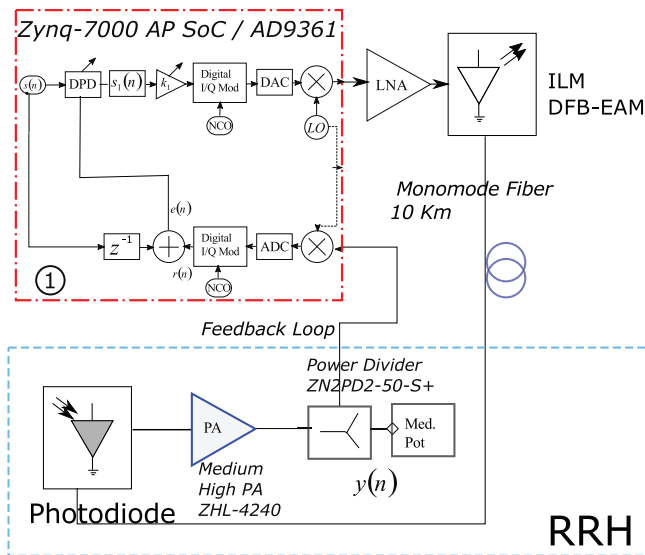 Zynq-7000 AP SoC / AD9361
s(n)
DPD
s₁(n)
k₁
Digital
I/Q Mod
DAC
NCO
LO
LNA
ILM
DFB-EAM
Monomode Fiber
10 Km
e(n)
z⁻¹
r(n)
Digital
I/Q Mod
ADC
NCO
1
Feedback Loop
Power Divider
ZN2PD2-50-S+
PA
Med.
Pot
Medium
High PA
ZHL-4240
y(n)
Photodiode
RRH